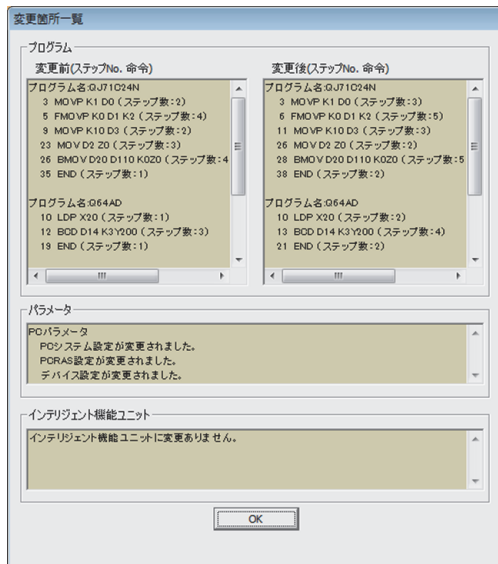 変更箇所一覧
プログラム
変更前(ステップNo. 命令)
プログラム名:QJ71C24N
3 MOVP K1 D0 (ステップ数:2)
5 FMOVP K0 D1 K2 (ステップ数:4)
9 MOVP K10 D3 (ステップ数:2)
23 MOV D2 Z0 (ステップ数:3)
26 BMOV D20 D110 K0Z0 (ステップ数:4
35 END (ステップ数:1)
プログラム名:Q64AD
10 LDP X20 (ステップ数:1)
12 BCD D14 K3Y200 (ステップ数:3)
19 END (ステップ数:1)
変更後(ステップNo. 命令)
プログラム名:QJ71C24N
3 MOVP K1 D0 (ステップ数:3)
6 FMOVP K0 D1 K2 (ステップ数:5)
11 MOVP K10 D3 (ステップ数:3)
26 MOV D2 Z0 (ステップ数:2)
28 BMOV D20 D110 K0Z0 (ステップ数:5
38 END (ステップ数:2)
プログラム名:Q64AD
10 LDP X20 (ステップ数:2)
13 BCD D14 K3Y200 (ステップ数:4)
21 END (ステップ数:2)
パラメータ
PCパラメータ
PCシステム設定が変更されました。
PCRAS設定が変更されました。
デバイス設定が変更されました。
インテリジェント機能ユニット
インテリジェント機能ユニットに変更ありません。
OK